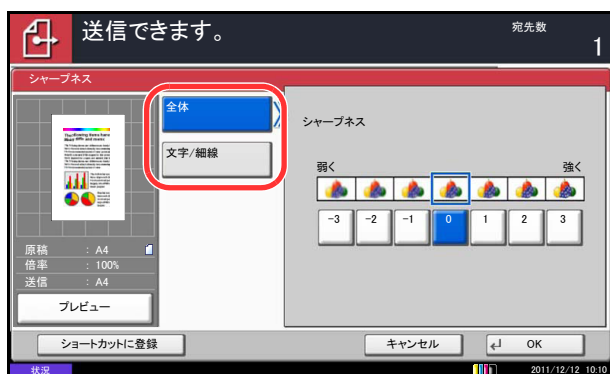 送信できます。
宛先数
1
シャープネス
全体
文字/細線
シャープネス
弱く
強く
-3
-2
-1
0
1
2
3
原稿 : A4
倍率 : 100%
送信 : A4
プレビュー
ショートカットに登録
キャンセル
OK
状況
2011/12/12 10:10